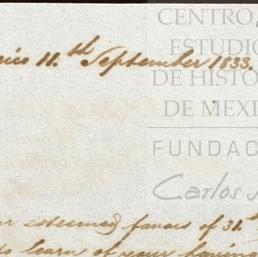 CENTRO
ESTUDIO
DE HISTO
DE MEXI
FUNDAC
Carlos
11.th September 1833.
esteemed favors of 31.st
to learn of your having